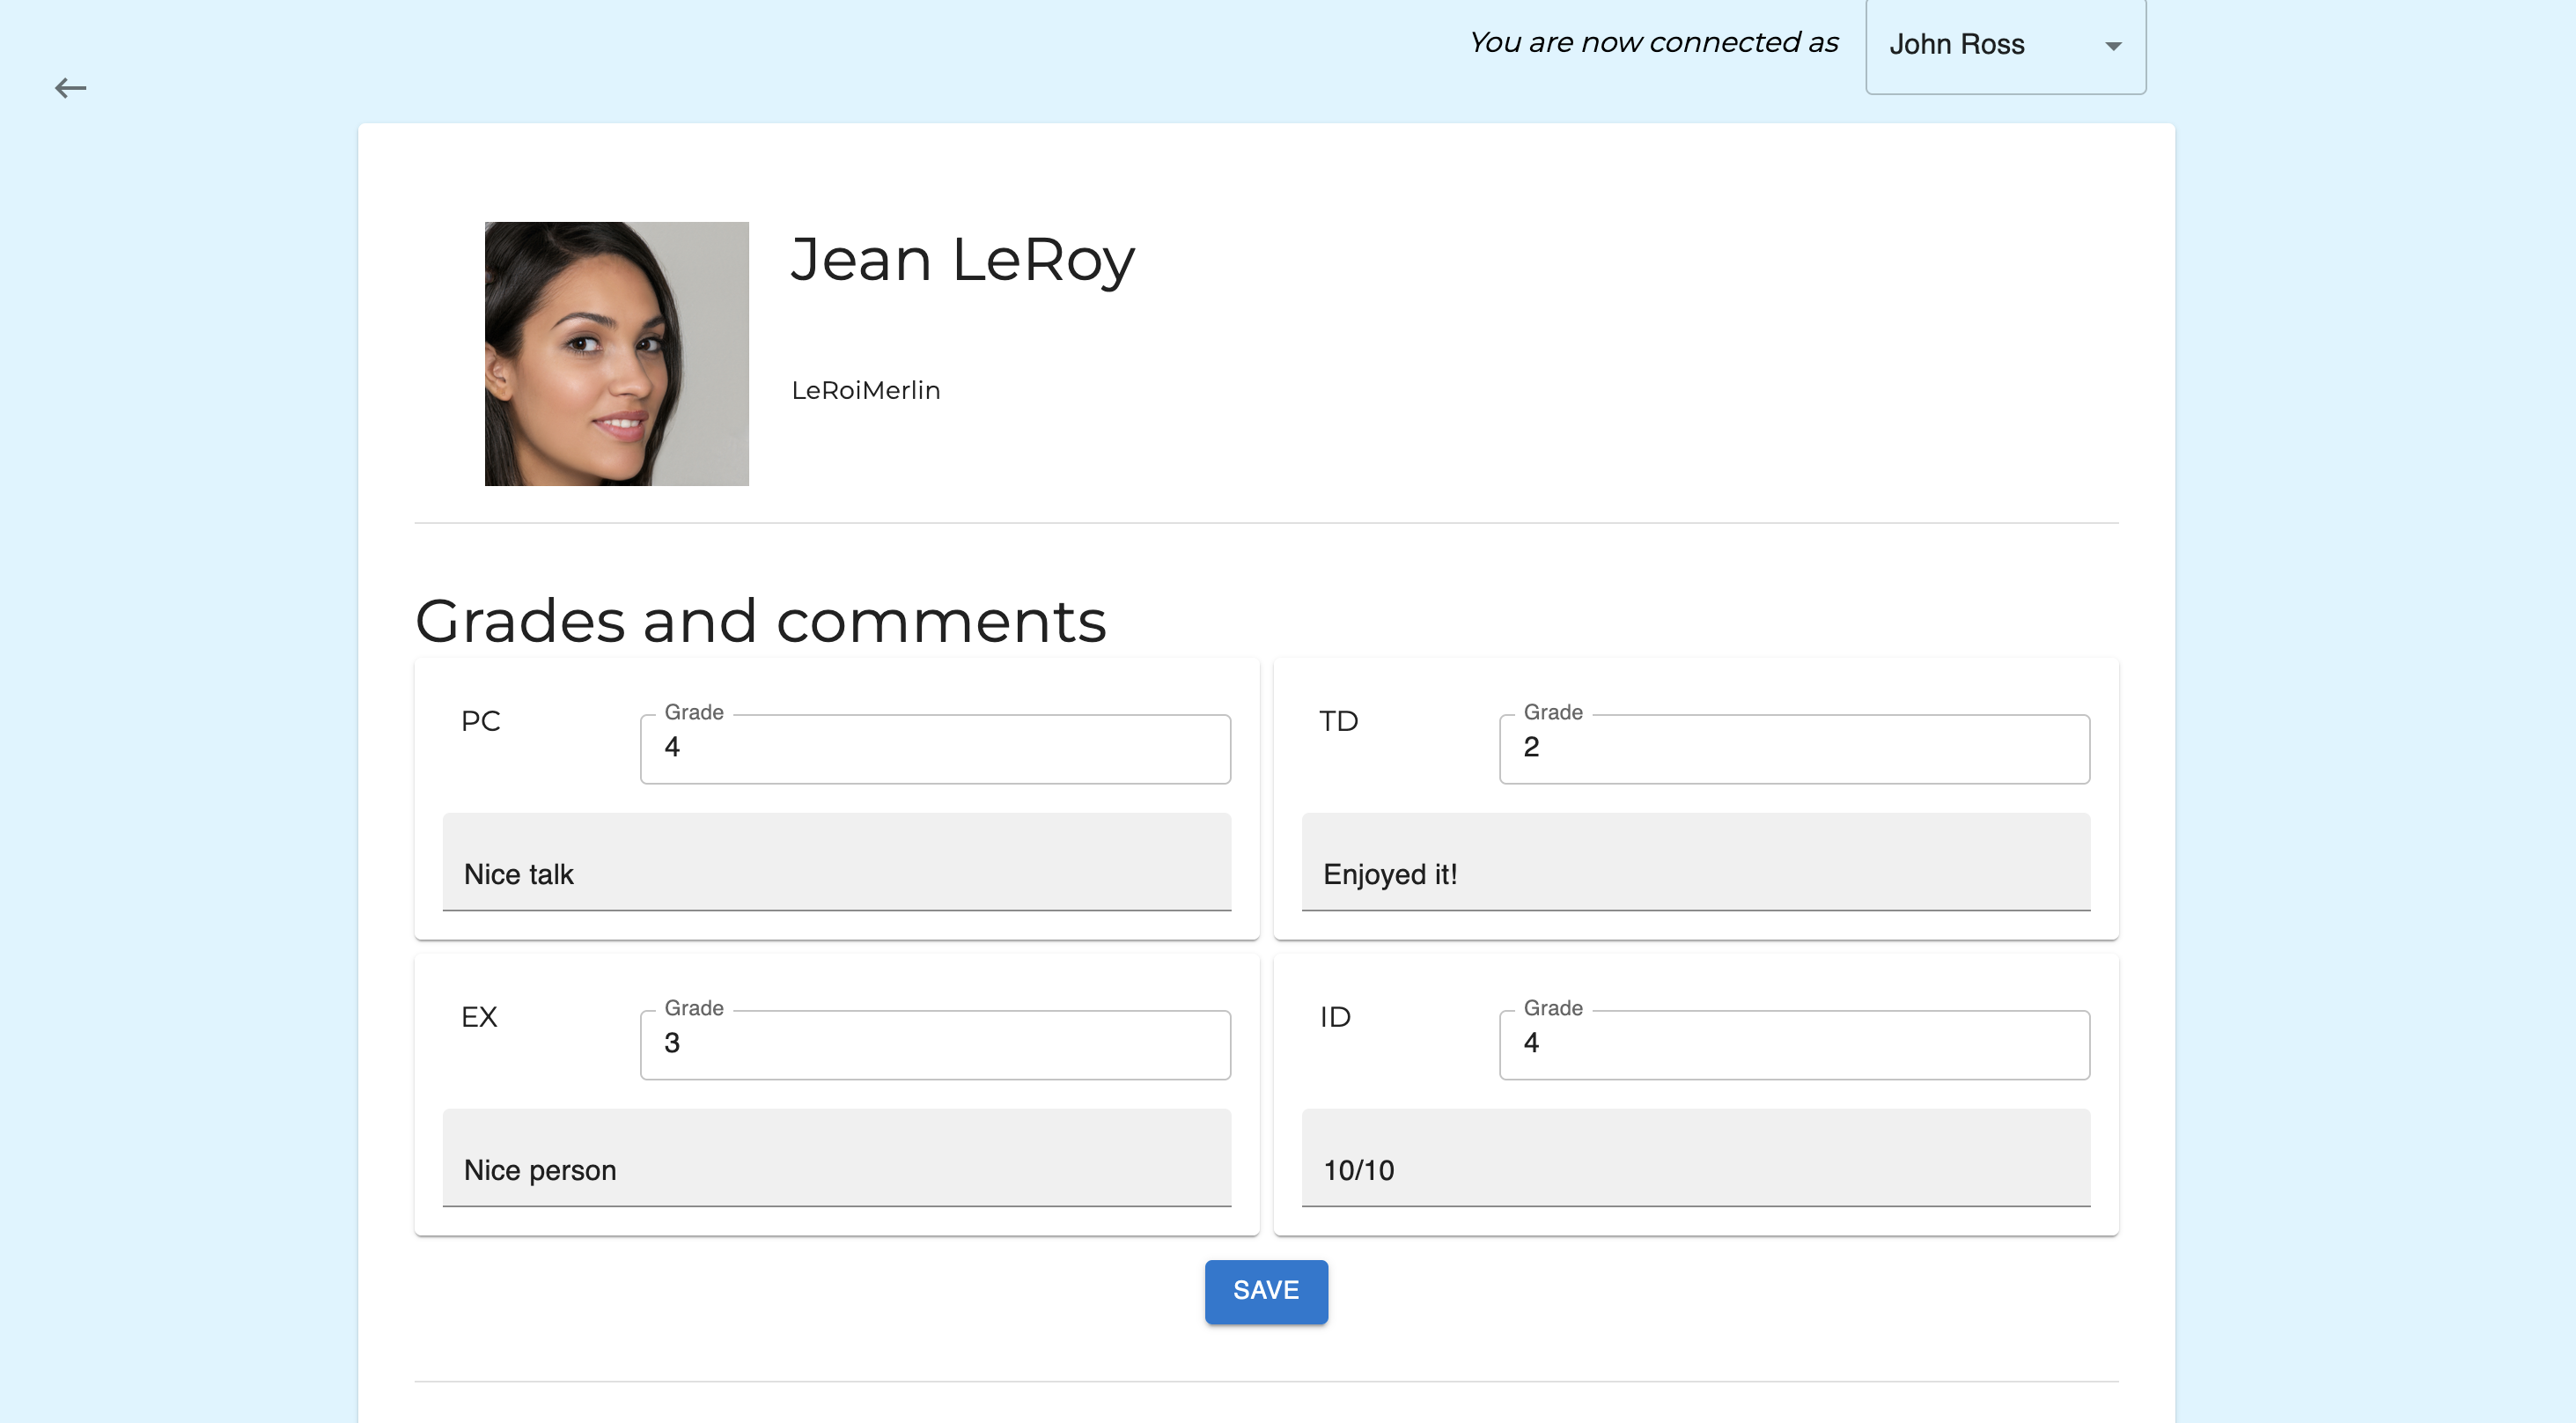 You are now connected as
John Ross
Jean LeRoy
LeRoiMerlin
Grades and comments
PC
Grade
4
Nice talk
TD
Grade
2
Enjoyed it!
EX
Grade
3
Nice person
ID
Grade
4
10/10
SAVE